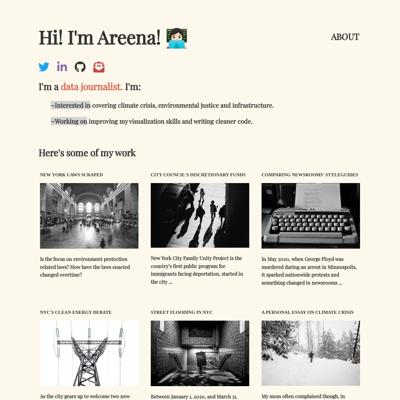 Hi! I'm Areena!
ABOUT
I'm a data journalist. I'm:
~Interested in covering climate crisis, environmental justice and infrastructure.
~Working on improving my visualization skills and writing cleaner code.
Here's some of my work
NEW YORK LAWS SCRAPED
Is the focus on environment protection
related laws? How have the laws enacted
changed overtime?
CITY COUNCIL'S DISCRETIONARY FUNDS
New York City Family Unity Project is the
country's first public program for
immigrants facing deportation, started in
the city ...
COMPARING NEWSROOMS' STYLEGUIDES
In May 2020, when George Floyd was
murdered during an arrest in Minneapolis,
it sparked nationwide protests and
something changed in newsrooms ...
NYC'S CLEAN ENERGY DEBATE
As the city gears up to welcome two new
STREET FLOODING IN NYC
Between January 1, 2020, and March 31,
A PERSONAL ESSAY ON CLIMATE CRISIS
My mom often complained though, in